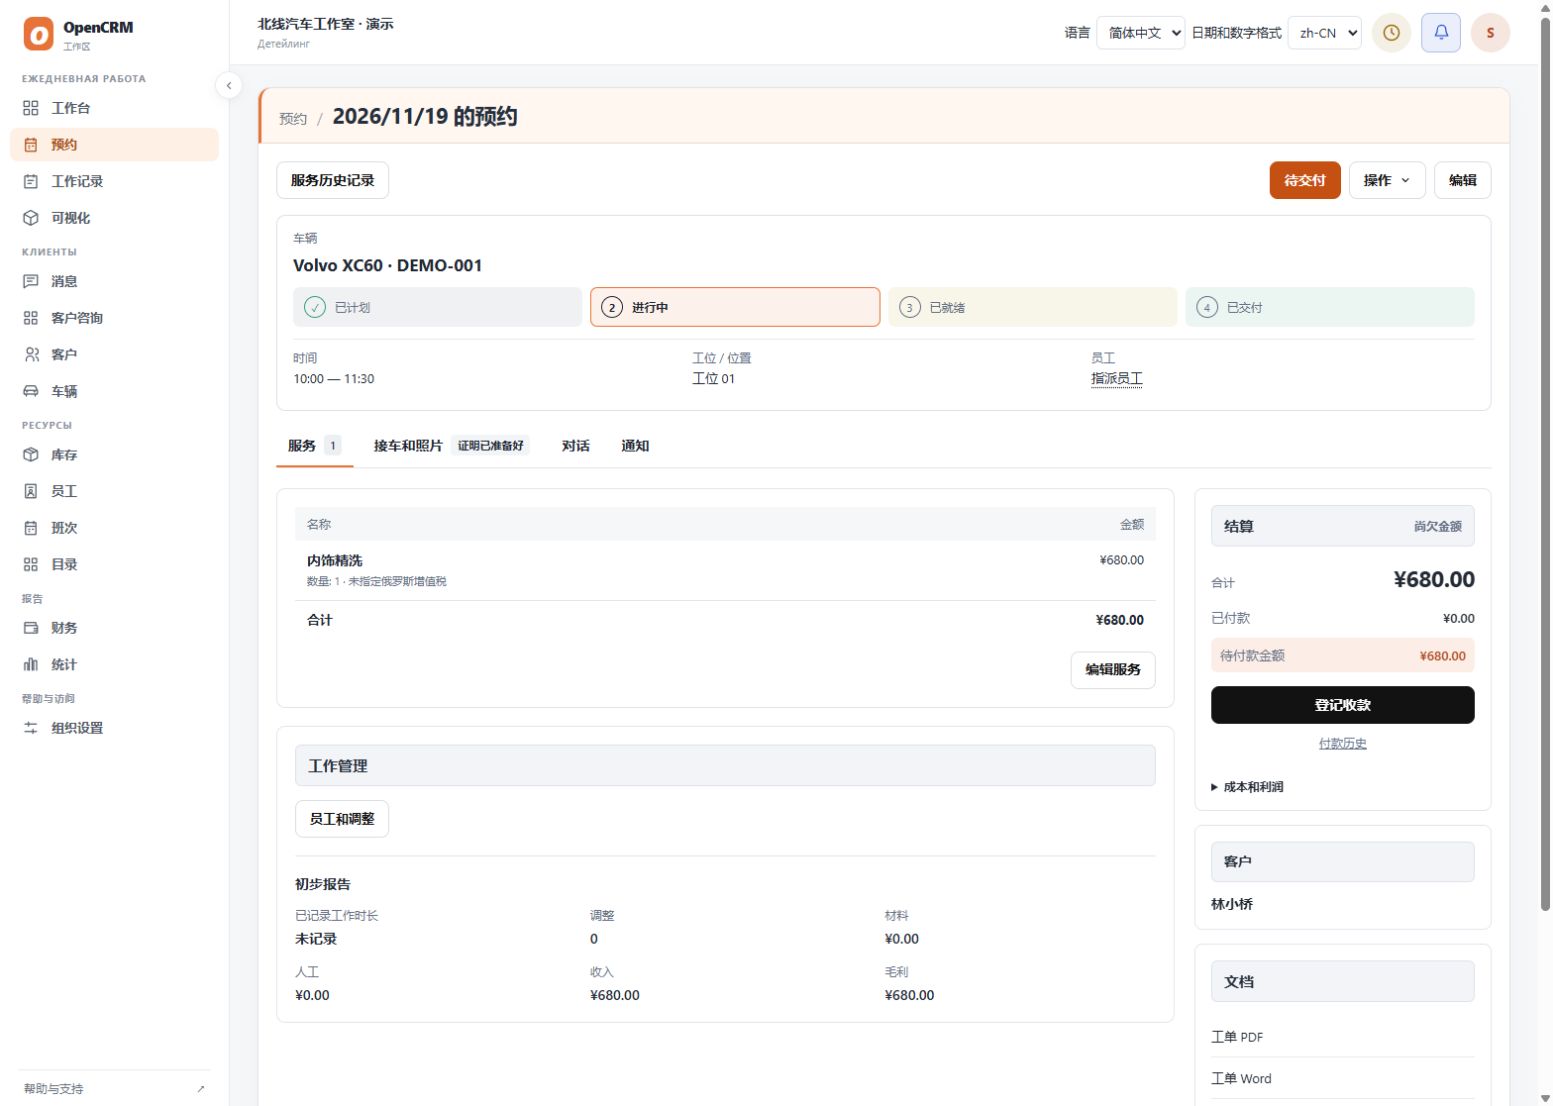 OpenCRM
工作区
ЕЖЕДНЕВНАЯ РАБОТА
工作台
预约
工作记录
可视化
КЛИЕНТЫ
消息
客户咨询
客户
车辆
РЕСУРСЫ
库存
员工
班次
目录
报告
财务
统计
帮助与访问
组织设置
帮助与支持
北线汽车工作室 · 演示
Детейлинг
语言 简体中文 日期和数字格式 zh-CN S
预约 / 2026/11/19 的预约
服务历史记录 待交付 操作 编辑
车辆
Volvo XC60 · DEMO-001
已计划 2 进行中 3 已就绪 4 已交付
时间 工位 / 位置 员工
10:00 — 11:30 工位 01 指派员工
服务 1 接车和照片 证明已准备好 对话 通知
名称 金额
内饰精洗 ¥680.00
数量: 1 · 未指定俄罗斯增值税
合计 ¥680.00
编辑服务
工作管理
员工和调整
初步报告
已记录工作时长 调整 材料
未记录 0 ¥0.00
人工 收入 毛利
¥0.00 ¥680.00 ¥680.00
结算 尚欠金额
合计 ¥680.00
已付款 ¥0.00
待付款金额 ¥680.00
登记收款
付款历史
成本和利润
客户
林小桥
文档
工单 PDF
工单 Word